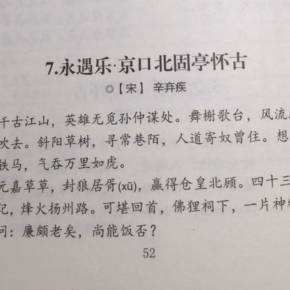 7.永遇乐·京口北固亭怀古
◎【宋】 辛弃疾
千古江山，英雄无觅孙仲谋处。舞榭歌台，风流
吹去。斜阳草树，寻常巷陌，人道寄奴曾住。想
铁马，气吞万里如虎。
元嘉草草，封狼居胥(xū)，赢得仓皇北顾。四十三
记，烽火扬州路。可堪回首，佛狸祠下，一片神
问：廉颇老矣，尚能饭否？
52